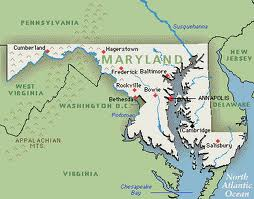 PENNSYLVANIA
Susquehanna
Cumberland
Hagerstown
MARYLAND
NEW
JERSEY
Frederick
Baltimore
Rockville
WEST
VIRGINIA
Bethesda
Bowie
ANNAPOLIS
WASHINGTON D.C.
DELAWARE
Potomac
APPALACHIAN
MTS.
Cambridge
Salisbury
VIRGINIA
Chesapeake
Bay
North
Atlantic
Ocean